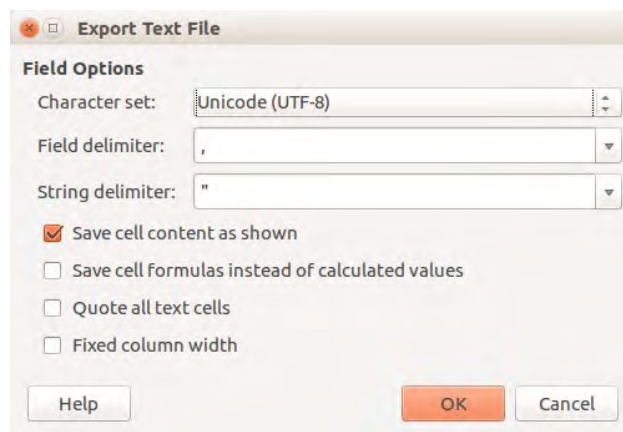 Export Text File
Field Options
Character set: Unicode (UTF-8)
Field delimiter: ,
String delimiter: "
Save cell content as shown
Save cell formulas instead of calculated values
Quote all text cells
Fixed column width
Help OK Cancel